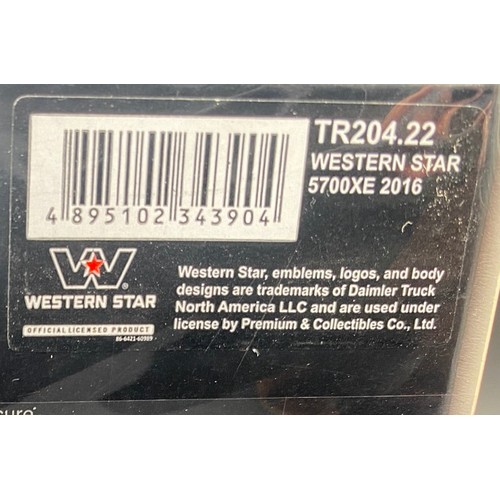 TR204.22
WESTERN STAR
5700XE 2016
4 895102 343904
WESTERN STAR
OFFICIAL LICENSED PRODUCT
Western Star, emblems, logos, and body
designs are trademarks of Daimler Truck
North America LLC and are used under
license by Premium & Collectibles Co., Ltd.